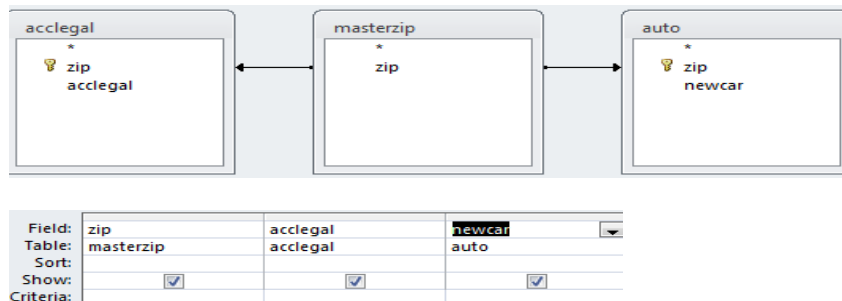 acclegal masterzip auto
* * *
zip zip zip
acclegal newcar
Field: zip acclegal newcar
Table: masterzip acclegal auto
Sort:
Show:
Criteria: